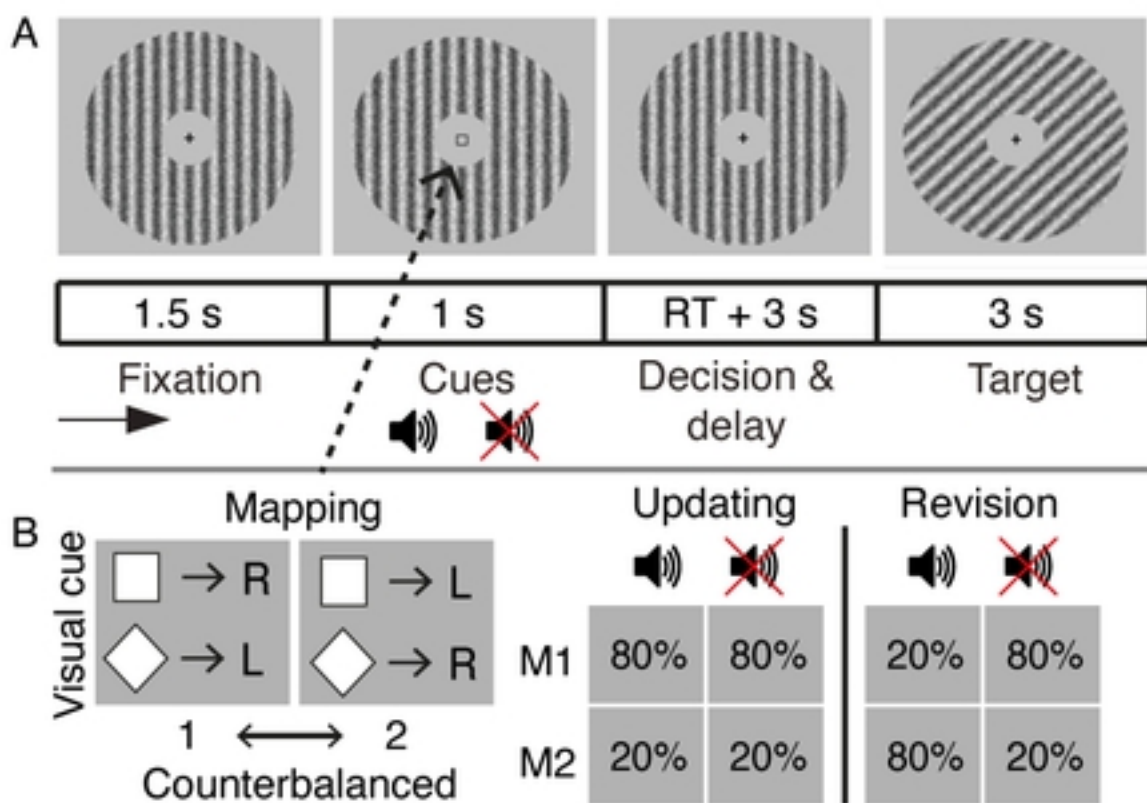 A
1.5 s 1 s RT + 3 s 3 s
Fixation Cues Decision & Target
delay
B Mapping Updating Revision
Visual cue
→ R → L
→ L → R
M1 80% 80% 20% 80%
M2 20% 20% 80% 20%
1 2
Counterbalanced